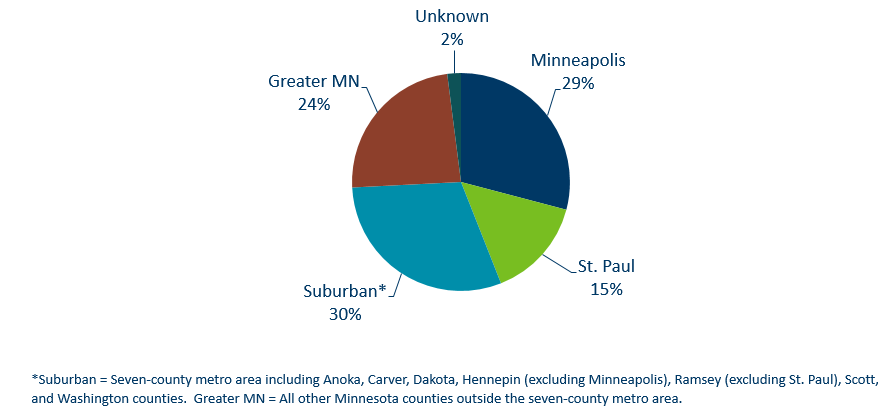 Unknown
2%
Minneapolis
29%
Greater MN
24%
St. Paul
15%
Suburban*
30%
*Suburban = Seven-county metro area including Anoka, Carver, Dakota, Hennepin (excluding Minneapolis), Ramsey (excluding St. Paul), Scott,
and Washington counties.  Greater MN = All other Minnesota counties outside the seven-county metro area.